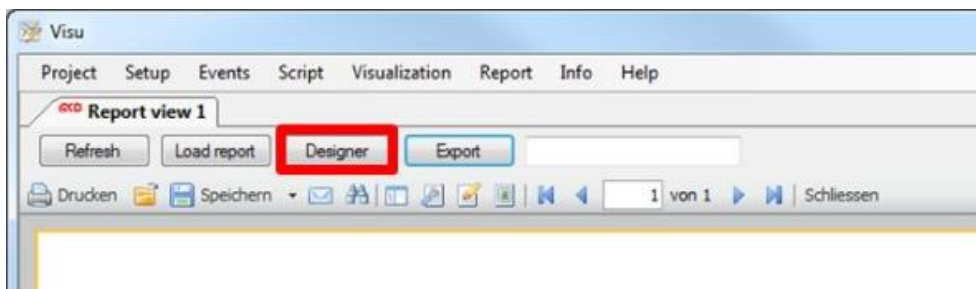 Visu
Project Setup Events Script Visualization Report Info Help
Report view 1
Refresh Load report Designer Export
Drucken Speichern 1 von 1 Schliessen